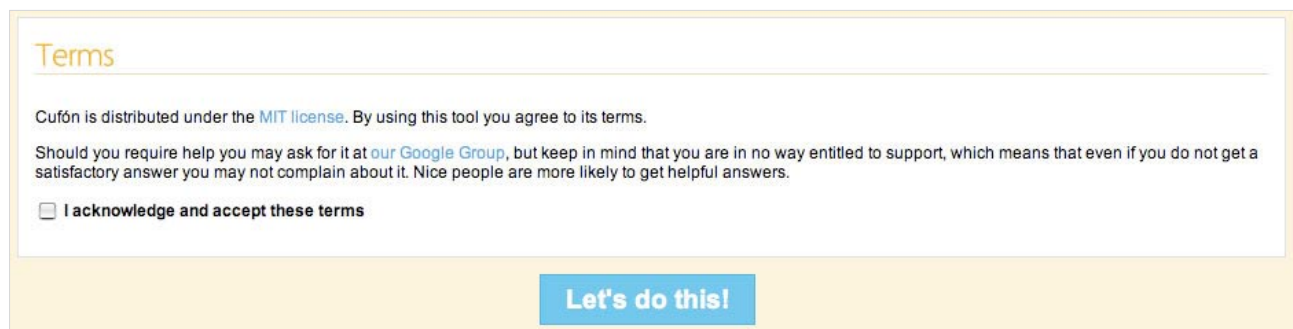 Terms
Cufón is distributed under the MIT license. By using this tool you agree to its terms.
Should you require help you may ask for it at our Google Group, but keep in mind that you are in no way entitled to support, which means that even if you do not get a
satisfactory answer you may not complain about it. Nice people are more likely to get helpful answers.
I acknowledge and accept these terms
Let's do this!